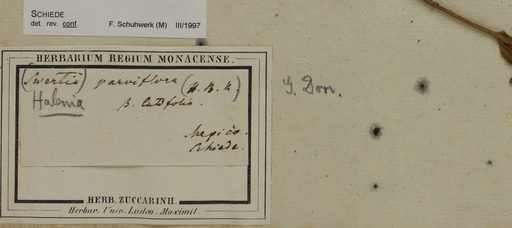 SCHIEDE
det. rev. conf. F. Schuhwerk (M) III/1997
HERBARIUM REGIUM MONACENSE.
(Swertia) parviflora (H. B. K) G. Don.
Halenia β. latifolia.
Mexico.
Schiede.
HERB. ZUCCARINII
Herbar. Univ. Ludov. Maximil.